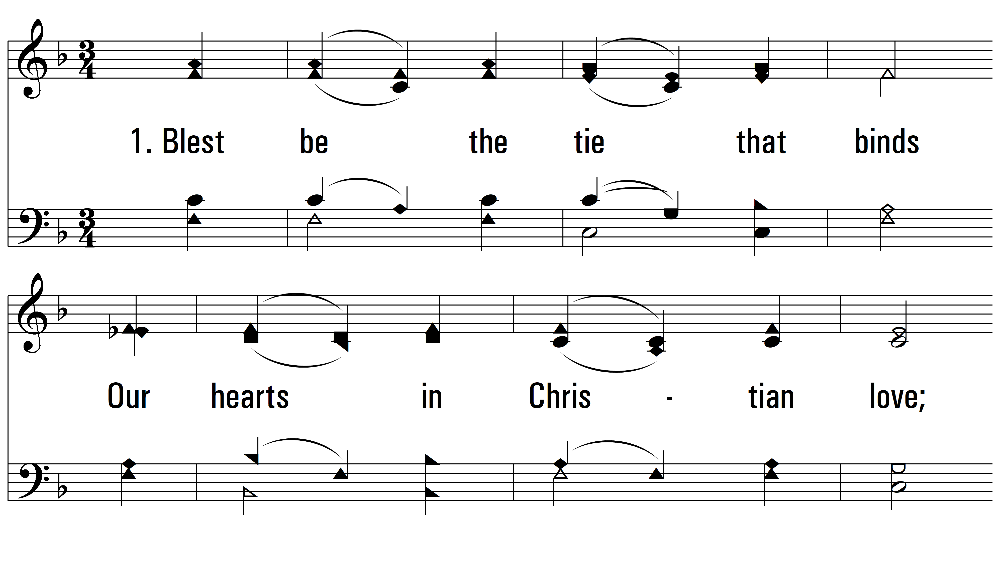 1. Blest be the tie that binds
Our hearts in Chris - tian love;